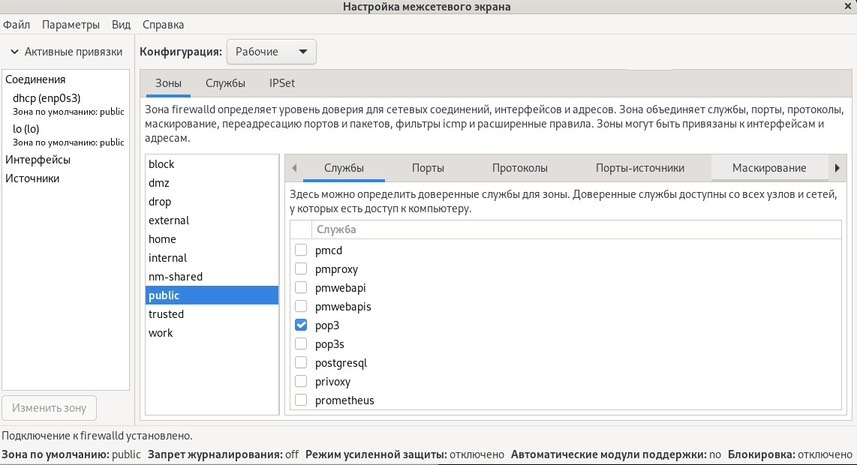 Настройка межсетевого экрана
Файл Параметры Вид Справка
Активные привязки
Соединения
dhcp (enp0s3)
Зона по умолчанию: public
lo (lo)
Зона по умолчанию: public
Интерфейсы
Источники
Изменить зону
Конфигурация: Рабочие
Зоны Службы IPSet
Зона firewalld определяет уровень доверия для сетевых соединений, интерфейсов и адресов. Зона объединяет службы, порты, протоколы,
маскирование, переадресацию портов и пакетов, фильтры icmp и расширенные правила. Зоны могут быть привязаны к интерфейсам и
адресам.
block
dmz
drop
external
home
internal
nm-shared
public
trusted
work
Службы Порты Протоколы Порты-источники Маскирование
Здесь можно определить доверенные службы для зоны. Доверенные службы доступны со всех узлов и сетей,
у которых есть доступ к компьютеру.
Служба
pmcd
pmproxy
pmwebapi
pmwebapis
pop3
pop3s
postgresql
privoxy
prometheus
Подключение к firewalld установлено.
Зона по умолчанию: public Запрет журналирования: off Режим усиленной защиты: отключено Автоматические модули поддержки: no Блокировка: отключено